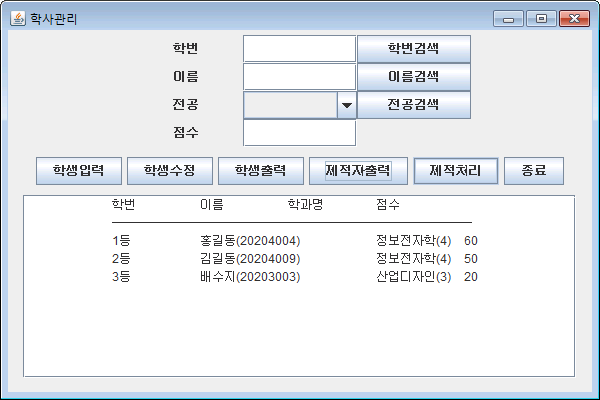 학사관리
학번 학번검색
이름 이름검색
전공 전공검색
점수
학생입력 학생수정 학생출력 제적자출력 제적처리 종료
학번 이름 학과명 점수
1등 홍길동(20204004) 정보전자학(4) 60
2등 김길동(20204009) 정보전자학(4) 50
3등 배수지(20203003) 산업디자인(3) 20